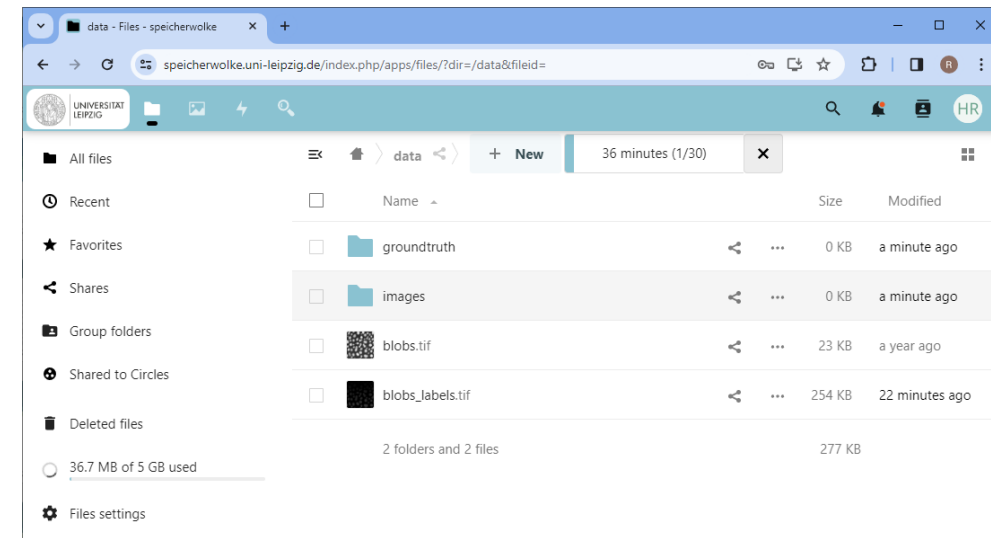 data - Files - speicherwolke
speicherwolke.uni-leipzig.de/index.php/apps/files/?dir=/data&fileid=
R
UNIVERSITAT
LEIPZIG
HR
All files
data
+ New
36 minutes (1/30)
Recent
Name
Size
Modified
Favorites
groundtruth
0 KB
a minute ago
Shares
images
0 KB
a minute ago
Group folders
blobs.tif
23 KB
a year ago
Shared to Circles
blobs_labels.tif
254 KB
22 minutes ago
Deleted files
2 folders and 2 files
277 KB
36.7 MB of 5 GB used
Files settings